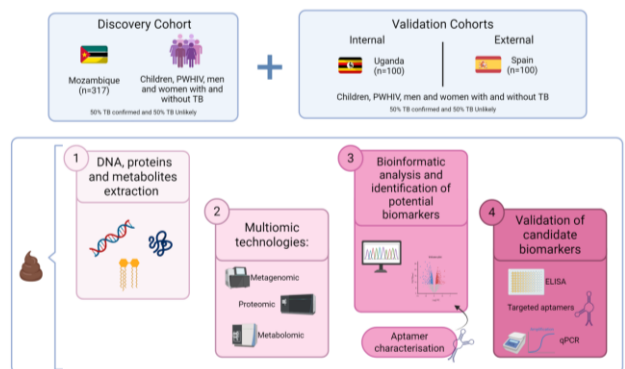 Discovery Cohort
Mozambique
(n=317)
Children, PWHIV, men
and women with and
without TB
50% TB confirmed and 50% TB Unlikely
+
Validation Cohorts
Internal
External
Uganda
(n=100)
Spain
(n=100)
Children, PWHIV, men and women with and without TB
50% TB confirmed and 50% TB Unlikely
1
DNA, proteins
and metabolites
extraction
2
Multiomic
technologies:
Metagenomic
Proteomic
Metabolomic
3
Bioinformatic
analysis and
identification of
potential
biomarkers
Aptamer
characterisation
4
Validation of
candidate
biomarkers
ELISA
Targeted aptamers
qPCR